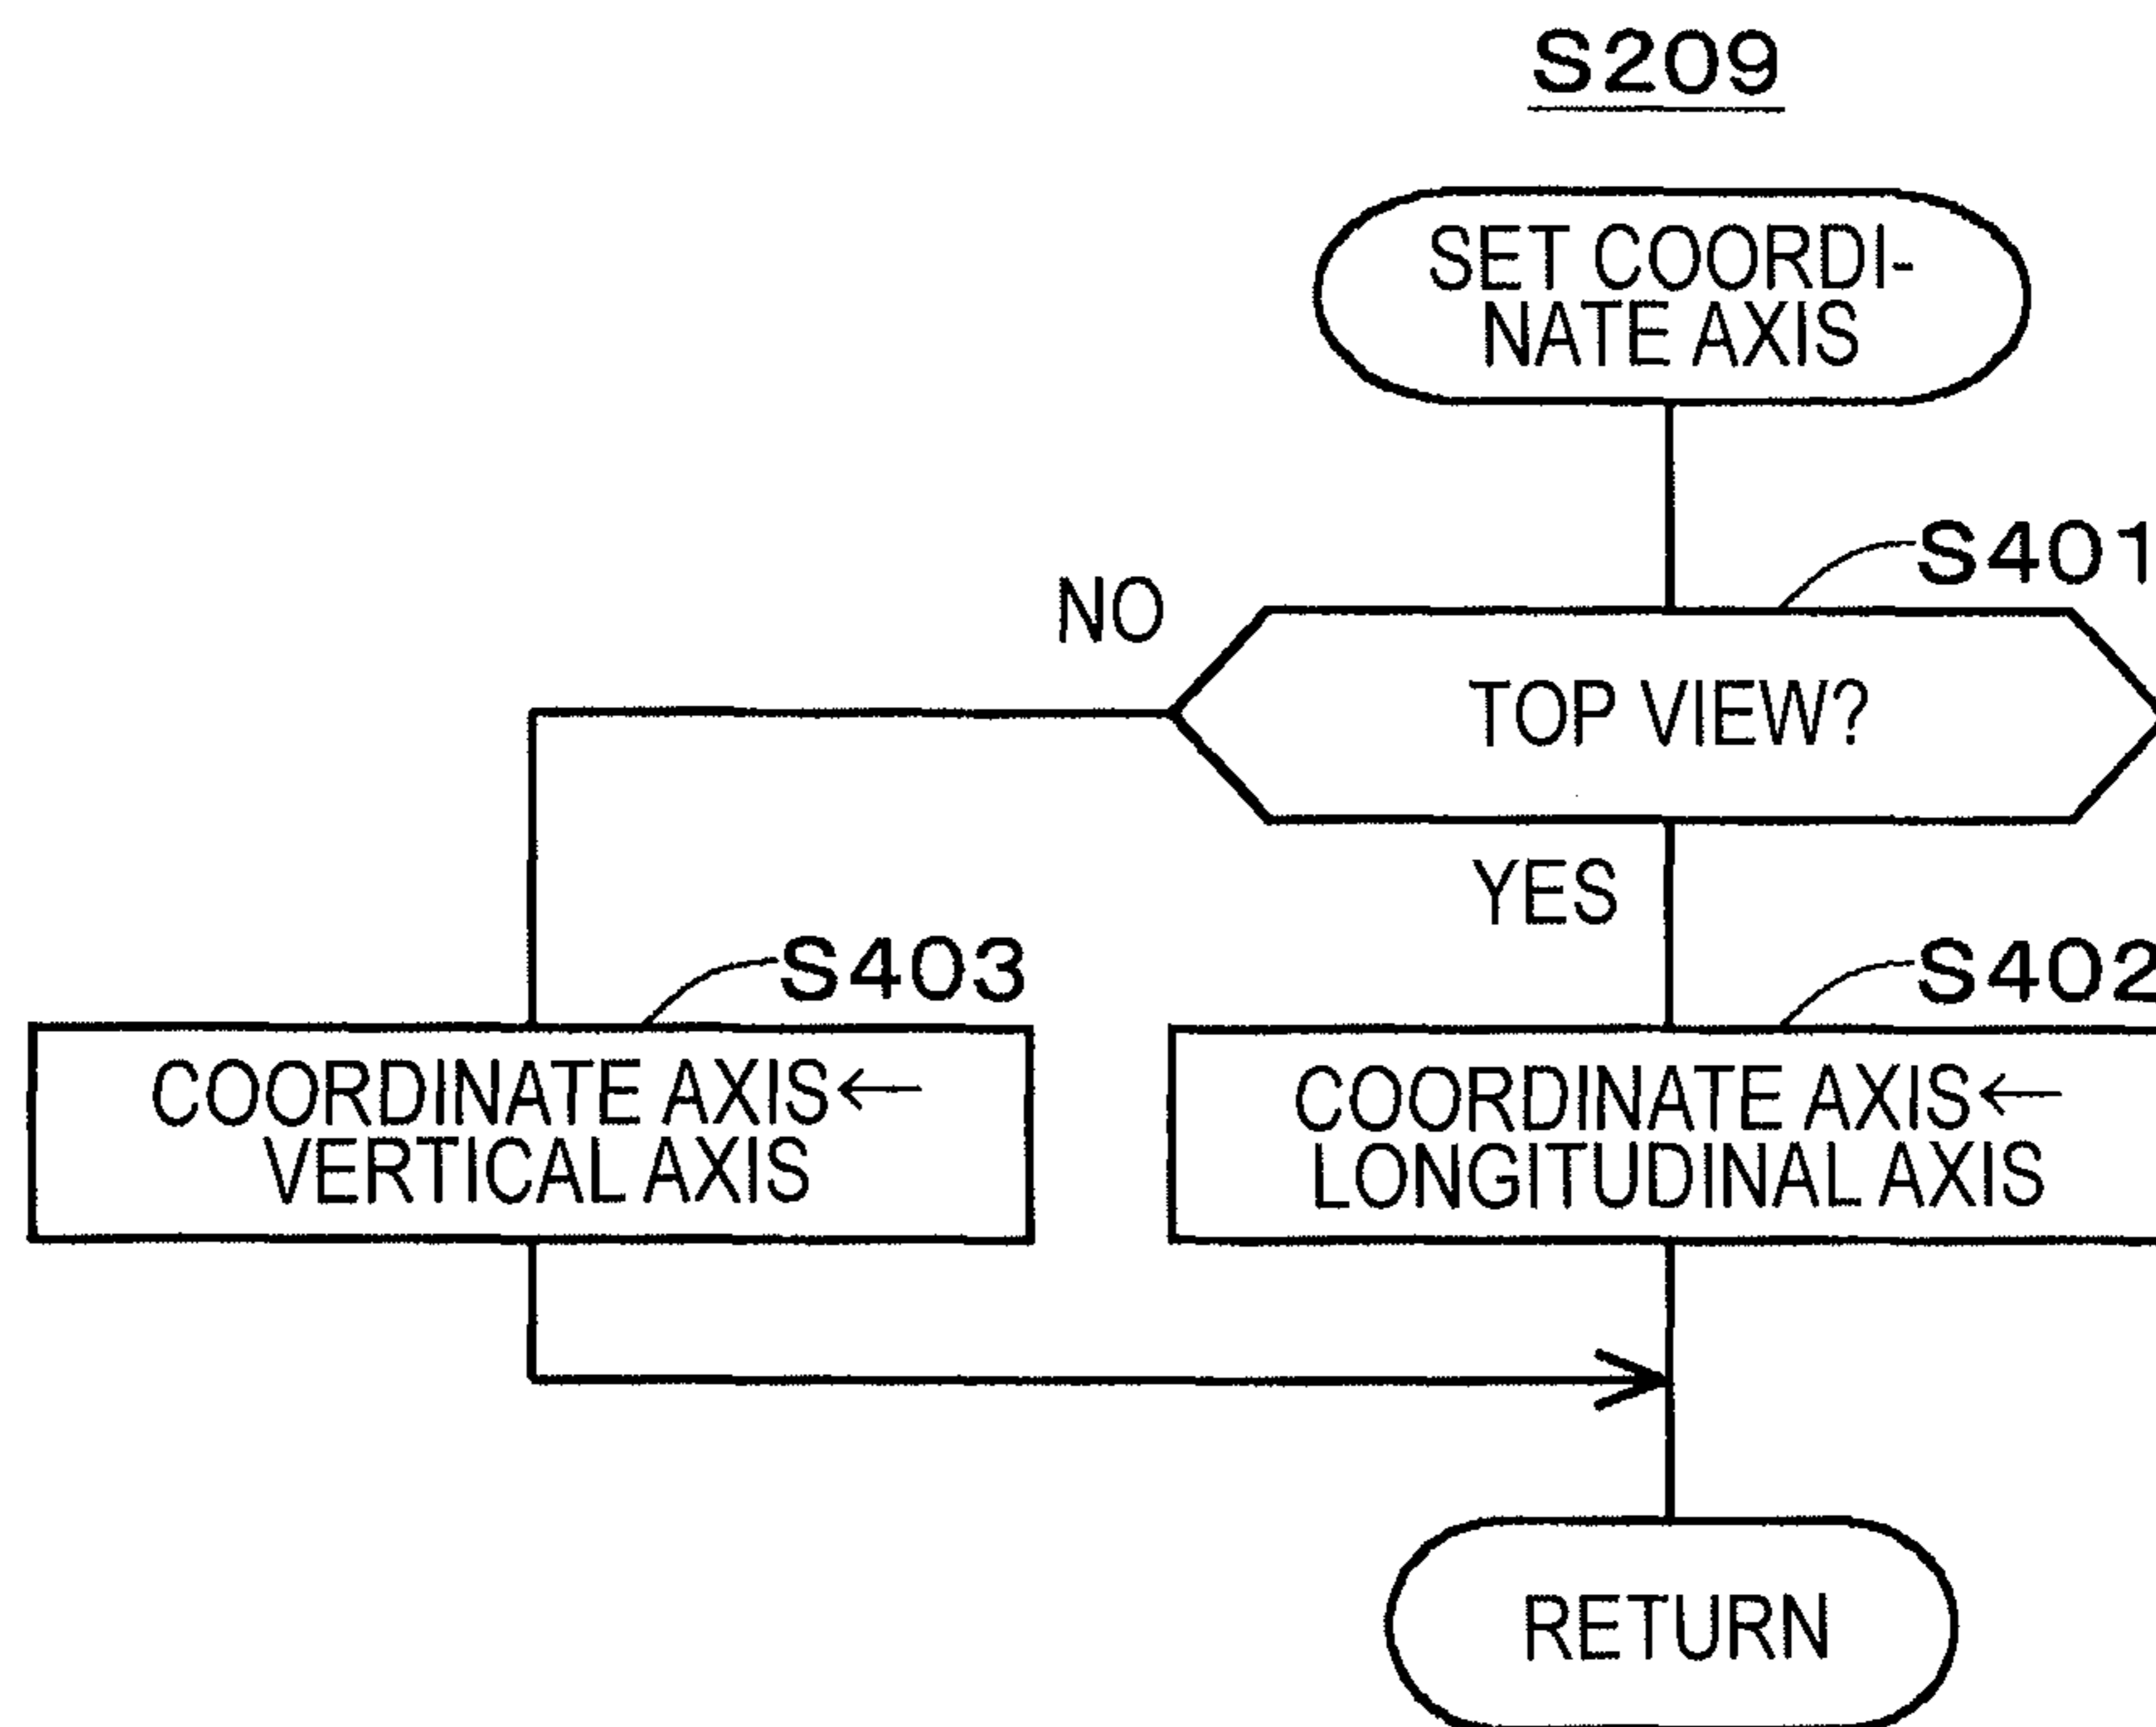 S209
SET COORDI-
NATE AXIS
S401
NO
TOP VIEW?
YES
S403
S402
COORDINATE AXIS←
VERTICAL AXIS
COORDINATE AXIS←
LONGITUDINAL AXIS
RETURN